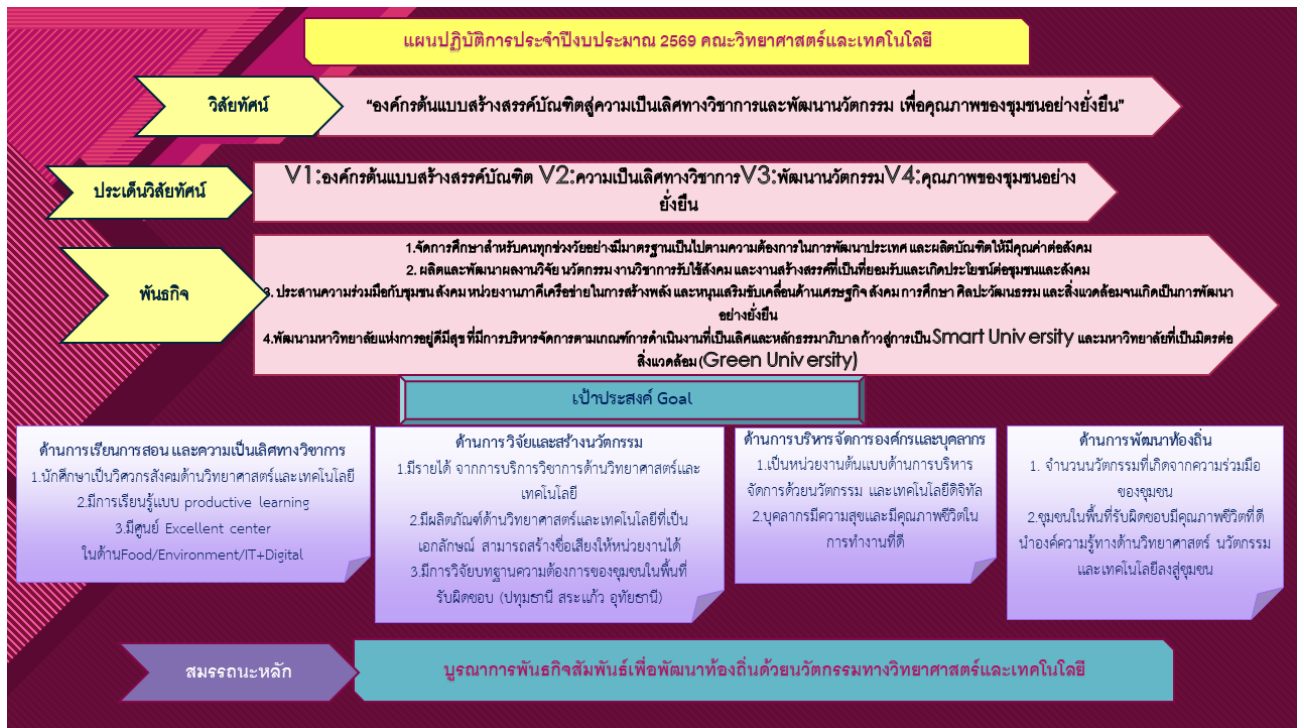 แผนปฏิบัติการประจำปีงบประมาณ 2569 คณะวิทยาศาสตร์และเทคโนโลยี
วิสัยทัศน์
“องค์กรต้นแบบสร้างสรรค์บัณฑิตสู่ความเป็นเลิศทางวิชาการและพัฒนานวัตกรรม เพื่อคุณภาพของชุมชนอย่างยั่งยืน”
ประเด็นวิสัยทัศน์
V1:องค์กรต้นแบบสร้างสรรค์บัณฑิต V2:ความเป็นเลิศทางวิชาการV3:พัฒนานวัตกรรมV4:คุณภาพของชุมชนอย่าง
ยั่งยืน
พันธกิจ
1.จัดการศึกษาสำหรับคนทุกช่วงวัยอย่างมีมาตรฐานเป็นไปตามความต้องการในการพัฒนาประเทศ และผลิตบัณฑิตให้มีคุณค่าต่อสังคม
2. ผลิตและพัฒนาผลงานวิจัย นวัตกรรม งานวิชาการรับใช้สังคม และงานสร้างสรรค์ที่เป็นที่ยอมรับและเกิดประโยชน์ต่อชุมชนและสังคม
3. ประสานความร่วมมือกับชุมชน สังคม หน่วยงานภาคีเครือข่ายในการสร้างพลัง และหนุนเสริมขับเคลื่อนด้านเศรษฐกิจ สังคม การศึกษา ศิลปะวัฒนธรรม และสิ่งแวดล้อมจนเกิดเป็นการพัฒนา
อย่างยั่งยืน
4.พัฒนามหาวิทยาลัยแห่งการอยู่ดีมีสุข ที่มีการบริหารจัดการตามเกณฑ์การดำเนินงานที่เป็นเลิศและหลักธรรมาภิบาล ก้าวสู่การเป็น Smart University และมหาวิทยาลัยที่เป็นมิตรต่อ
สิ่งแวดล้อม (Green University)
เป้าประสงค์ Goal
ด้านการเรียนการสอน และความเป็นเลิศทางวิชาการ
1.นักศึกษาเป็นวิศวกรสังคมด้านวิทยาศาสตร์และเทคโนโลยี
2.มีการเรียนรู้แบบ productive learning
3.มีศูนย์ Excellent center
ในด้านFood/Environment/IT+Digital
ด้านการวิจัยและสร้างนวัตกรรม
1.มีรายได้ จากการบริการวิชาการด้านวิทยาศาสตร์และ
เทคโนโลยี
2.มีผลิตภัณฑ์ด้านวิทยาศาสตร์และเทคโนโลยีที่เป็น
เอกลักษณ์ สามารถสร้างชื่อเสียงให้หน่วยงานได้
3.มีการวิจัยบทฐานความต้องการของชุมชนในพื้นที่
รับผิดชอบ (ปทุมธานี สระแก้ว อุทัยธานี)
ด้านการบริหารจัดการองค์กรและบุคลากร
1.เป็นหน่วยงานต้นแบบด้านการบริหาร
จัดการด้วยนวัตกรรม และเทคโนโลยีดิจิทัล
2.บุคลากรมีความสุขและมีคุณภาพชีวิตใน
การทำงานที่ดี
ด้านการพัฒนาท้องถิ่น
1. จำนวนนวัตกรรมที่เกิดจากความร่วมมือ
ของชุมชน
2.ชุมชนในพื้นที่รับผิดชอบมีคุณภาพชีวิตที่ดี
นำองค์ความรู้ทางด้านวิทยาศาสตร์ นวัตกรรม
และเทคโนโลยีลงสู่ชุมชน
สมรรถนะหลัก
บูรณาการพันธกิจสัมพันธ์เพื่อพัฒนาท้องถิ่นด้วยนวัตกรรมทางวิทยาศาสตร์และเทคโนโลยี